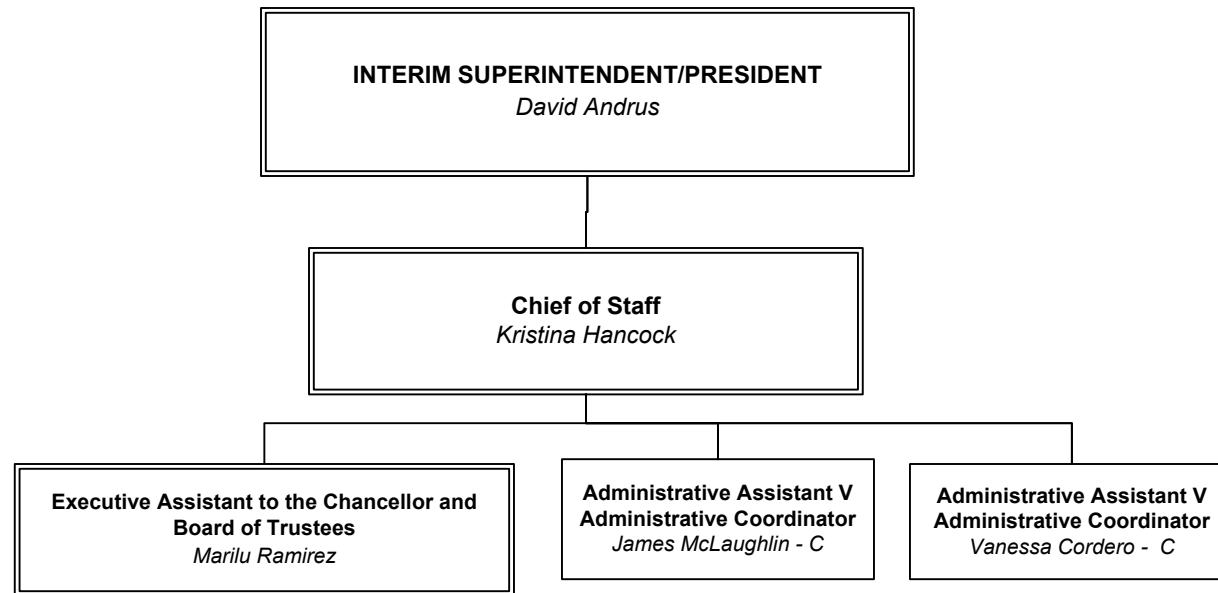 INTERIM SUPERINTENDENT/PRESIDENT
David Andrus
Chief of Staff
Kristina Hancock
Executive Assistant to the Chancellor and
Board of Trustees
Marilu Ramirez
Administrative Assistant V
Administrative Coordinator
James McLaughlin - C
Administrative Assistant V
Administrative Coordinator
Vanessa Cordero -  C